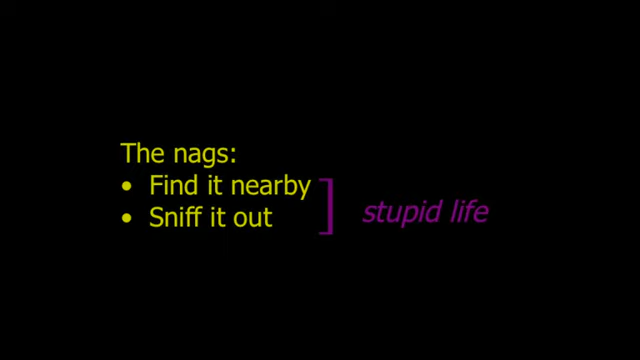 The nags:
• Find it nearby
• Sniff it out
stupid life